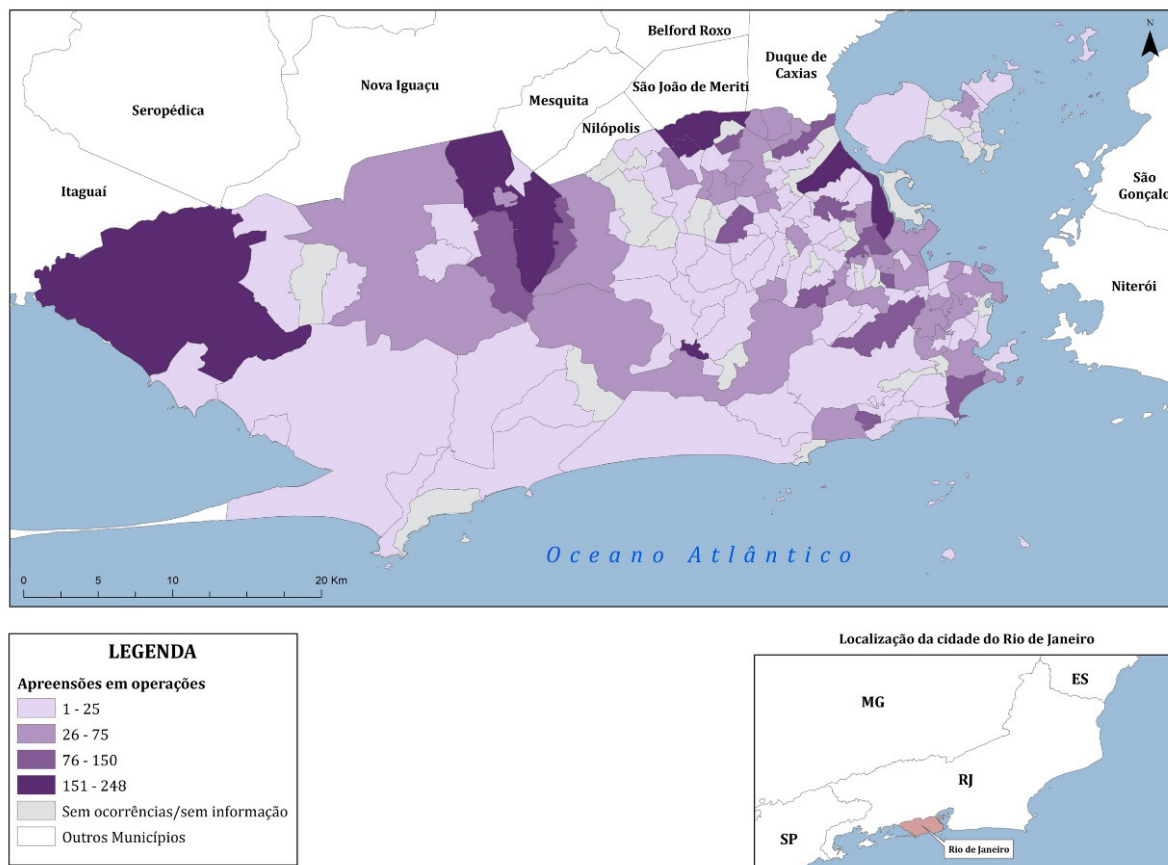 Belford Roxo
N
Duque de
Caxias
Nova Iguaçu
São João de Meriti
Mesquita
Seropédica
Nilópolis
São
Gonçalo
Itaguaí
Niterói
Oceano Atlântico
0 5 10 20 Km
LEGENDA
Apreensões em operações
1 - 25
26 - 75
76 - 150
151 - 248
Sem ocorrências/sem informação
Outros Municípios
Localização da cidade do Rio de Janeiro
ES
MG
RJ
SP
Rio de Janeiro